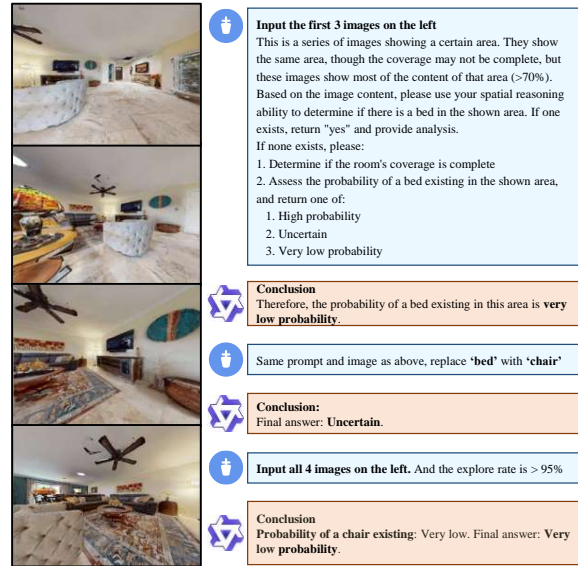 Input the first 3 images on the left
This is a series of images showing a certain area. They show
the same area, though the coverage may not be complete, but
these images show most of the content of that area (>70%).
Based on the image content, please use your spatial reasoning
ability to determine if there is a bed in the shown area. If one
exists, return "yes" and provide analysis.
If none exists, please:
1. Determine if the room's coverage is complete
2. Assess the probability of a bed existing in the shown area,
and return one of:
1. High probability
2. Uncertain
3. Very low probability
Conclusion
Therefore, the probability of a bed existing in this area is very
low probability.
Same prompt and image as above, replace ‘bed’ with ‘chair’
Conclusion:
Final answer: Uncertain.
Input all 4 images on the left. And the explore rate is > 95%
Conclusion
Probability of a chair existing: Very low. Final answer: Very
low probability.